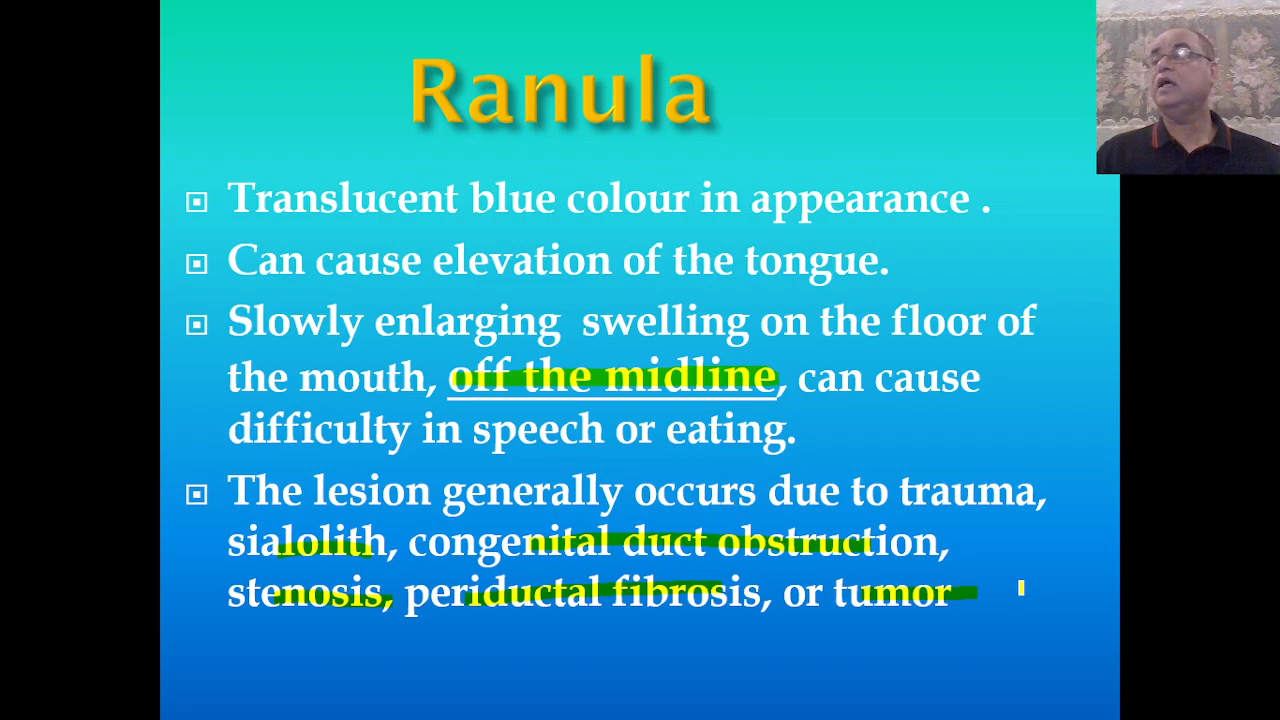 Ranula
Translucent blue colour in appearance .
Can cause elevation of the tongue.
Slowly enlarging swelling on the floor of
the mouth, off the midline, can cause
difficulty in speech or eating.
The lesion generally occurs due to trauma,
sialolith, congenital duct obstruction,
stenosis, periductal fibrosis, or tumor